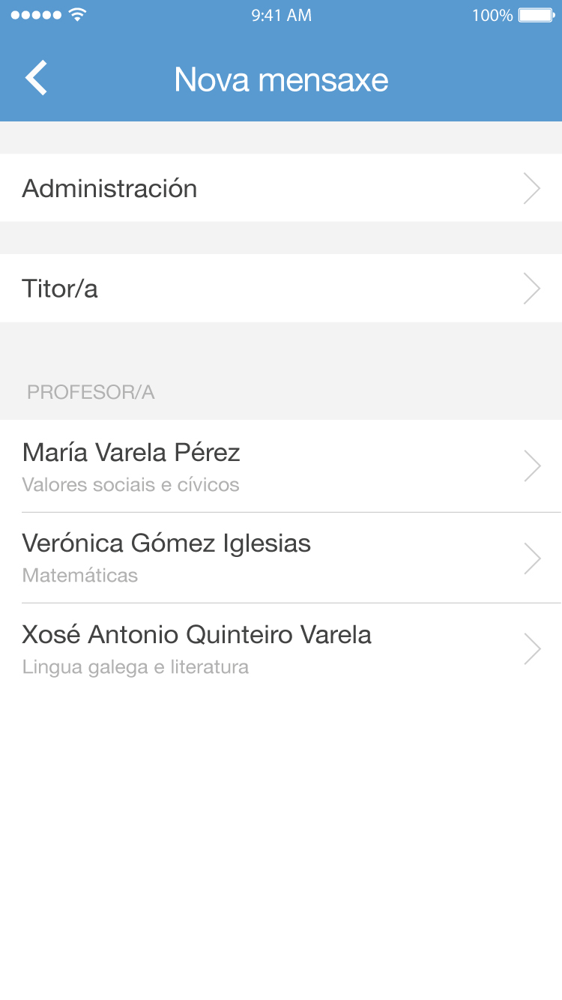 9:41 AM
100%
Nova mensaxe
Administración
Titor/a
PROFESOR/A
María Varela Pérez
Valores sociais e cívicos
Verónica Gómez Iglesias
Matemáticas
Xosé Antonio Quinteiro Varela
Lingua galega e literatura